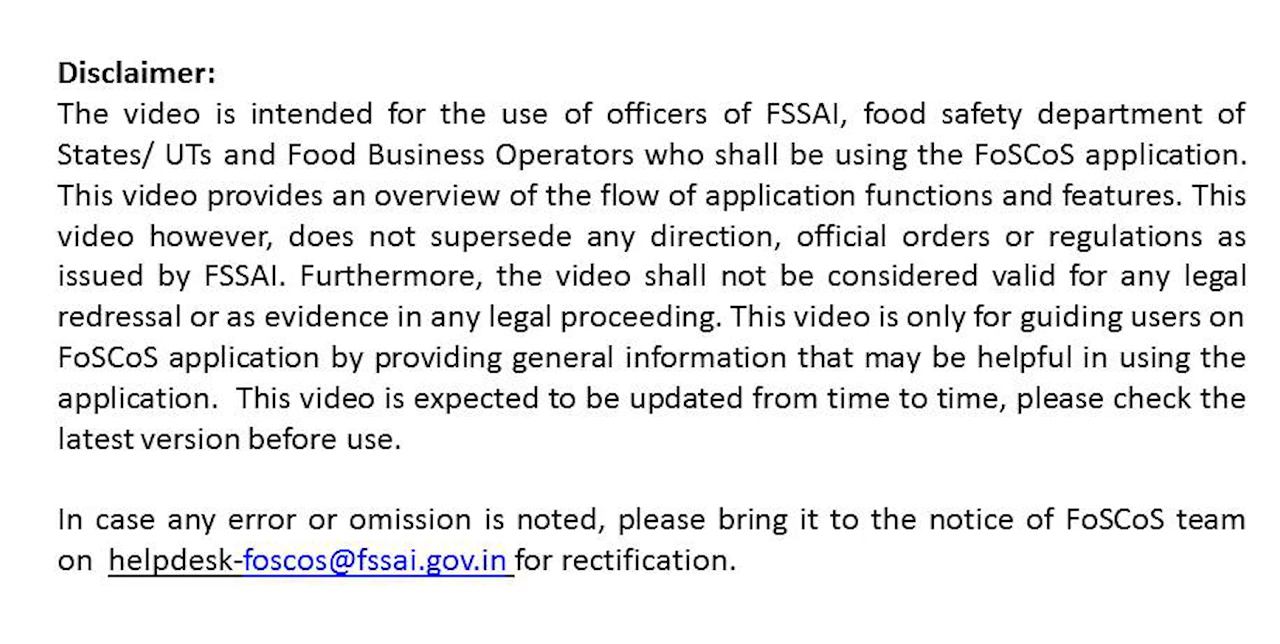 Disclaimer:
The video is intended for the use of officers of FSSAI, food safety department of
States/ UTs and Food Business Operators who shall be using the FoSCoS application.
This video provides an overview of the flow of application functions and features. This
video however, does not supersede any direction, official orders or regulations as
issued by FSSAI. Furthermore, the video shall not be considered valid for any legal
redressal or as evidence in any legal proceeding. This video is only for guiding users on
FoSCoS application by providing general information that may be helpful in using the
application.  This video is expected to be updated from time to time, please check the
latest version before use.
In case any error or omission is noted, please bring it to the notice of FoSCoS team
on  helpdesk-foscos@fssai.gov.in for rectification.